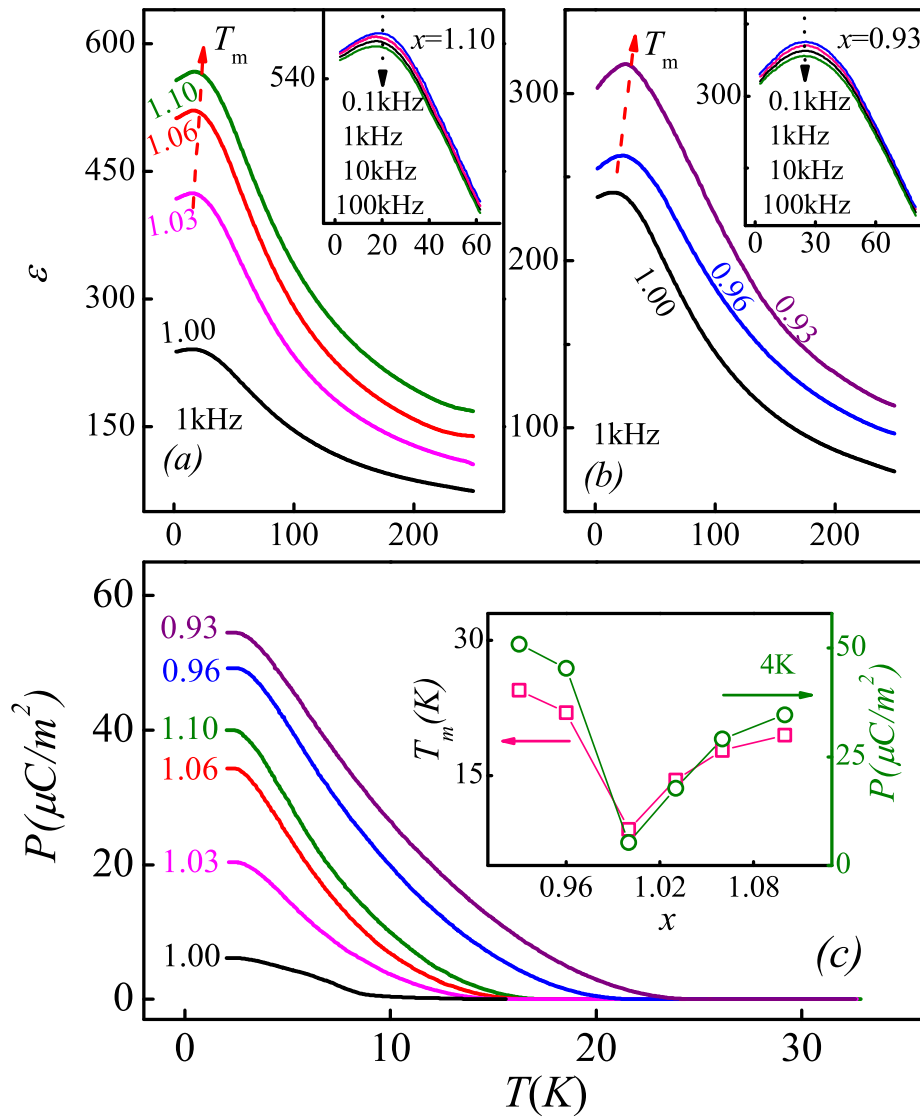 600
450
300
150
ε
0
100
200
T_m
1.10
1.06
1.03
1.00
1kHz
(a)
x=1.10
540
0.1kHz
1kHz
10kHz
100kHz
0 20 40 60
300
200
100
0
100
200
T_m
1.00
0.96
0.93
1kHz
(b)
x=0.93
300
0.1kHz
1kHz
10kHz
100kHz
0 30 60
60
40
20
0
P(μC/m²)
0.93
0.96
1.10
1.06
1.03
1.00
30
15
T_m(K)
4K
50
25
0
P(μC/m²)
0.96 1.02 1.08
x
(c)
0 10 20 30
T(K)